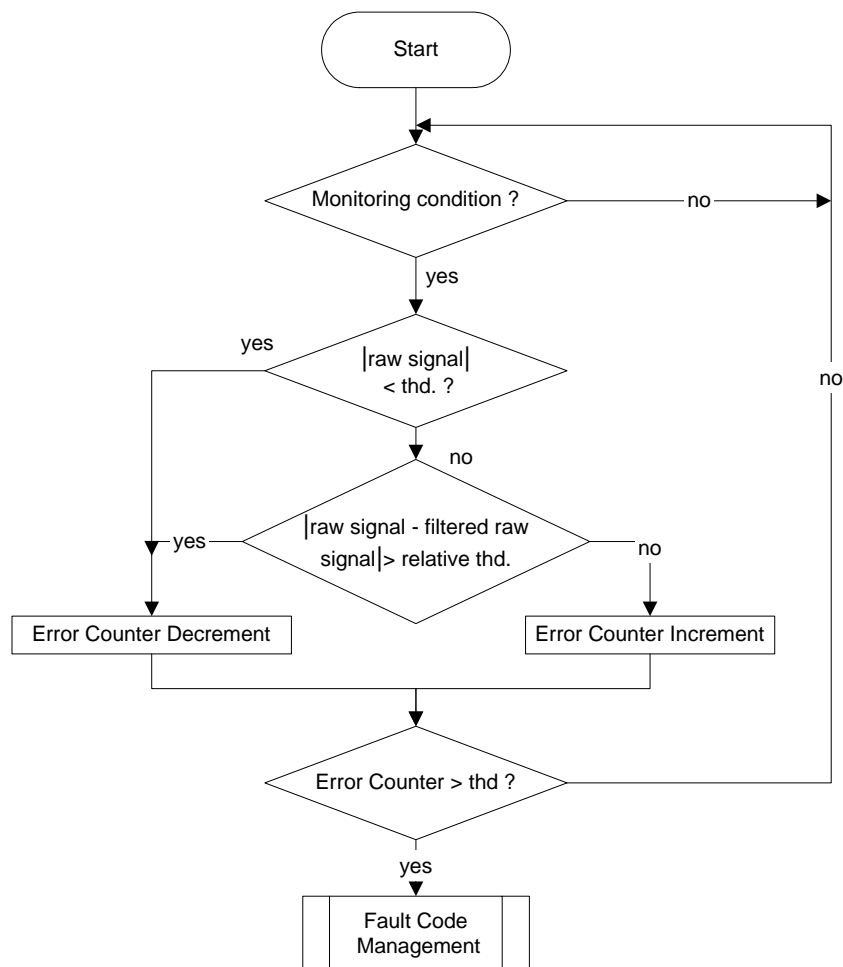 Start
Monitoring condition ?
no
yes
yes
|raw signal|
< thd. ?
no
no
|raw signal - filtered raw
signal|> relative thd.
yes
no
Error Counter Decrement
Error Counter Increment
Error Counter > thd ?
yes
Fault Code
Management